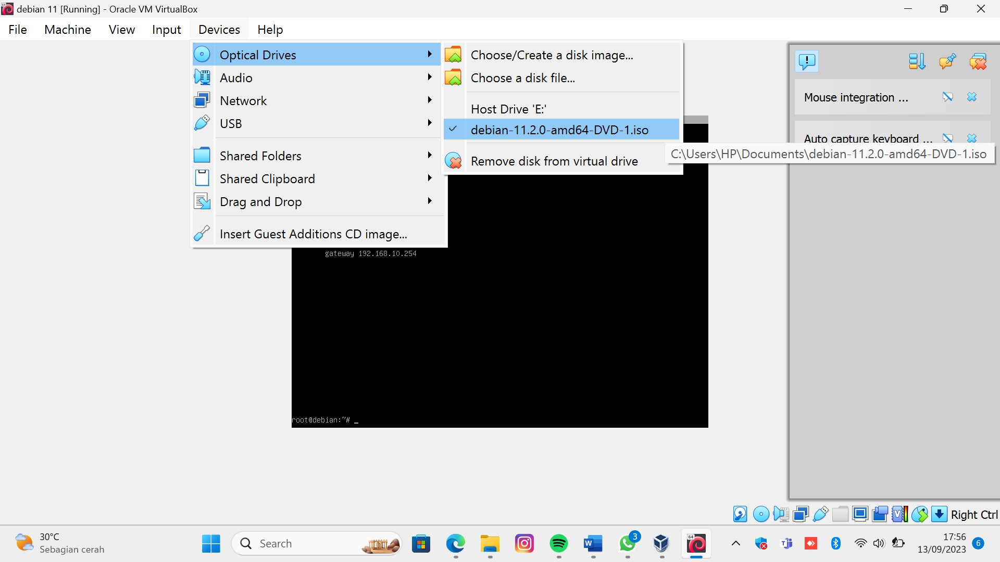 debian 11 [Running] - Oracle VM VirtualBox
File Machine View Input Devices Help
Optical Drives
Audio
Network
USB
Shared Folders
Shared Clipboard
Drag and Drop
Insert Guest Additions CD image...
Choose/Create a disk image...
Choose a disk file...
Host Drive 'E:'
debian-11.2.0-amd64-DVD-1.iso
Remove disk from virtual drive
C:\Users\HP\Documents\debian-11.2.0-amd64-DVD-1.iso
Mouse integration ...
Auto capture keyboard ...
gateway 192.168.10.254
root@debian:~# _
Right Ctrl
30°C
Sebagian cerah
Search
3
64
17:56
13/09/2023
6